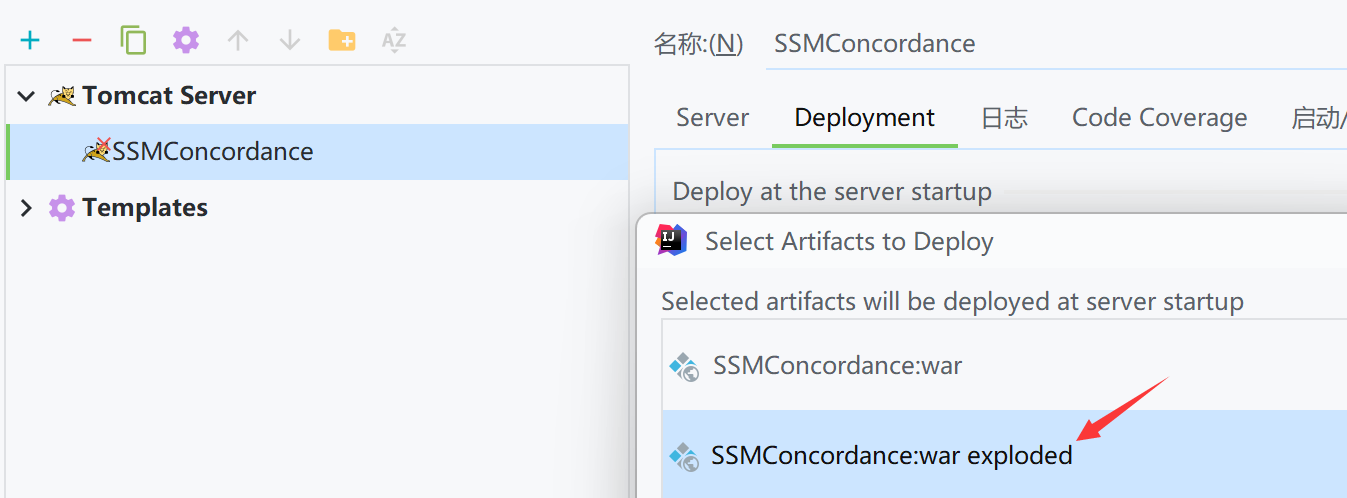 名称:(N) SSMConcordance
Tomcat Server
SSMConcordance
Templates
Server Deployment 日志 Code Coverage 启动/
Deploy at the server startup
IJ
Select Artifacts to Deploy
Selected artifacts will be deployed at server startup
SSMConcordance:war
SSMConcordance:war exploded